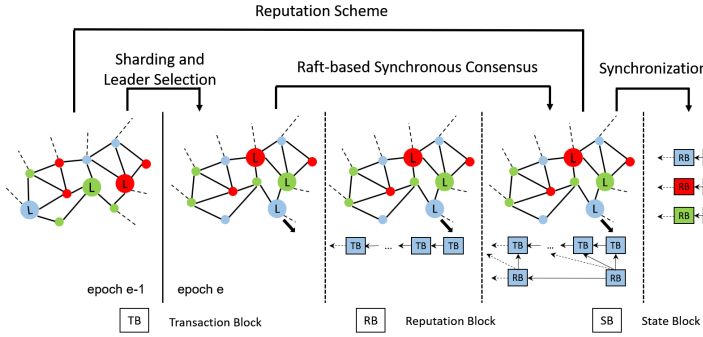 Reputation Scheme
Sharding and
Leader Selection
Raft-based Synchronous Consensus
Synchronization
L
L
L
L
L
L
L
L
L
L
L
L
RB
RB
RB
TB
...
TB
TB
TB
...
TB
TB
RB
RB
epoch e-1
epoch e
TB
Transaction Block
RB
Reputation Block
SB
State Block